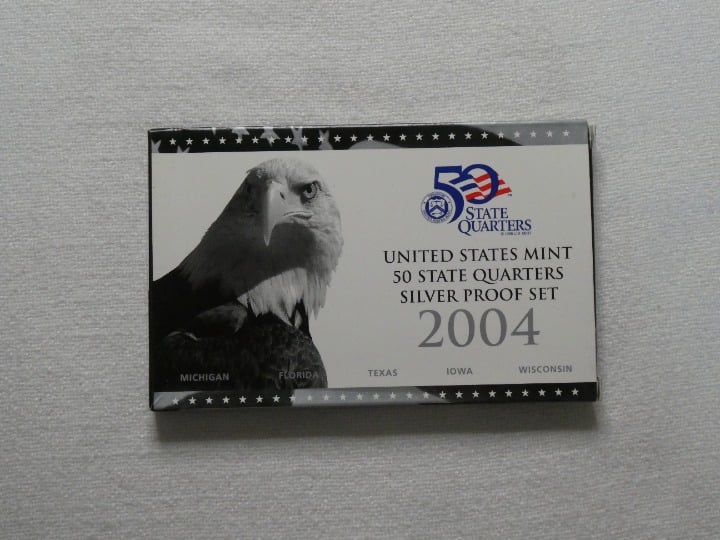 50
STATE
QUARTERS
UNITED STATES MINT
50 STATE QUARTERS
SILVER PROOF SET
2004
MICHIGAN FLORIDA TEXAS IOWA WISCONSIN